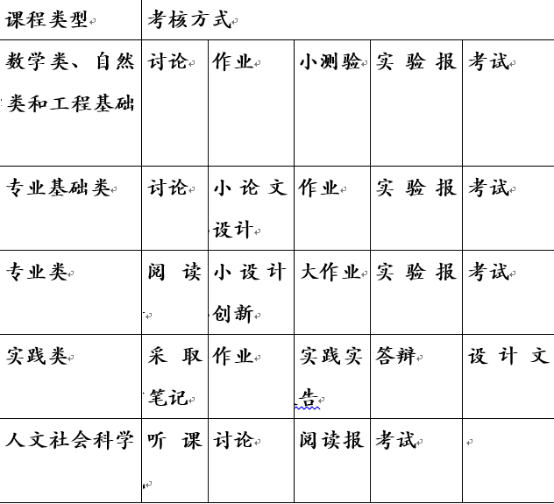 课程类型 考核方式
数学类、自然 讨论 作业 小测验 实验报 考试
类和工程基础
专业基础类 讨论 小论文 作业 实验报 考试
设计
专业类 阅读 小设计 大作业 实验报 考试
创新
实践类 采取 作业 实践实 答辩 设计文
笔记 告
人文社会科学 听课 讨论 阅读报 考试